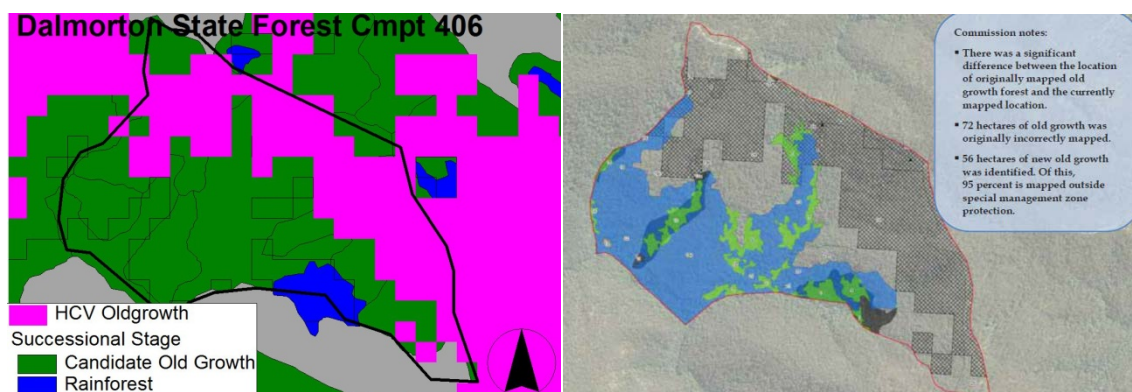 Dalmorton State Forest Cmpt 406
HCV Oldgrowth
Successional Stage
Candidate Old Growth
Rainforest
Commission notes:
▪ There was a significant
difference between the location
of originally mapped old
growth forest and the currently
mapped location.
▪ 72 hectares of old growth was
originally incorrectly mapped.
▪ 56 hectares of new old growth
was identified. Of this,
95 percent is mapped outside
special management zone
protection.